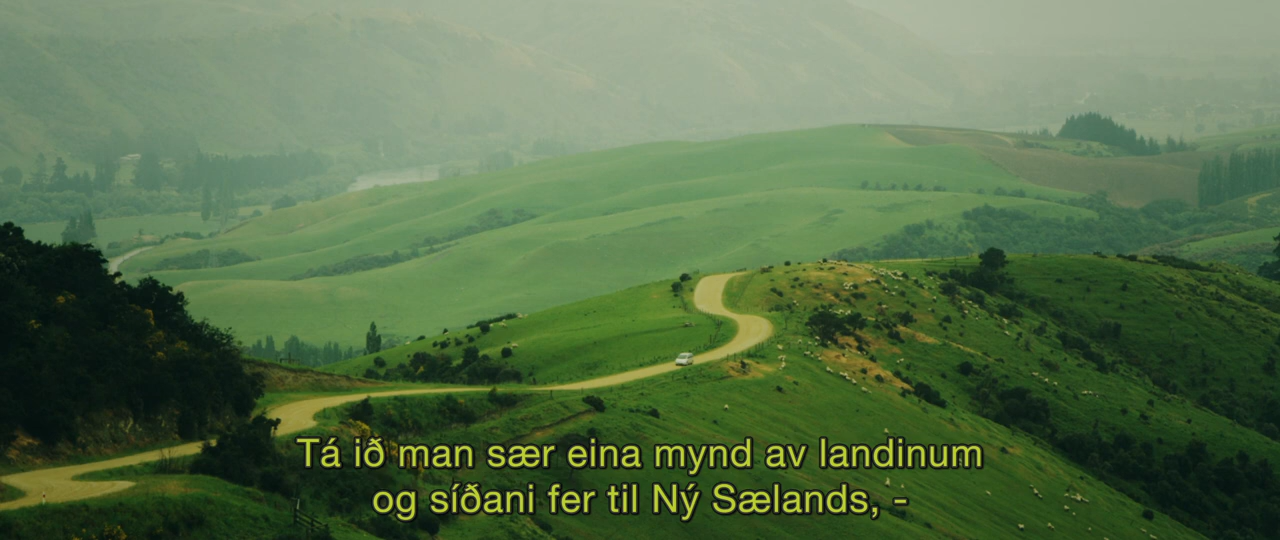 Tá ið man sær eina mynd av landinum
og síðani fer til Ný Sælands, -